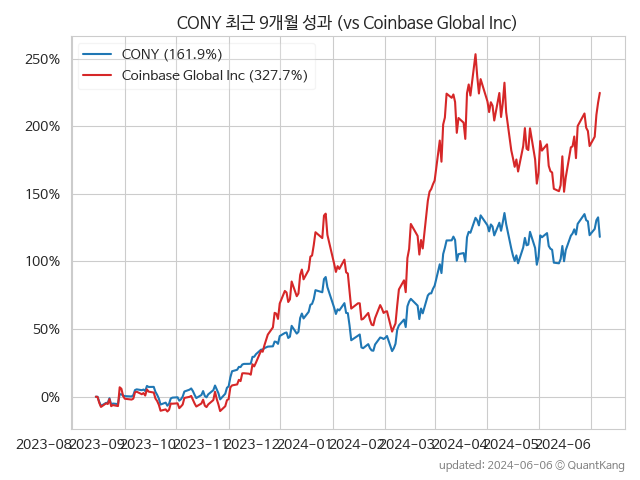 CONY 최근 9개월 성과 (vs Coinbase Global Inc)
CONY (161.9%)
Coinbase Global Inc (327.7%)
250%
200%
150%
100%
50%
0%
2023-08 2023-09 2023-10 2023-11 2023-12 2024-01 2024-02 2024-03 2024-04 2024-05 2024-06
updated: 2024-06-06 © QuantKang